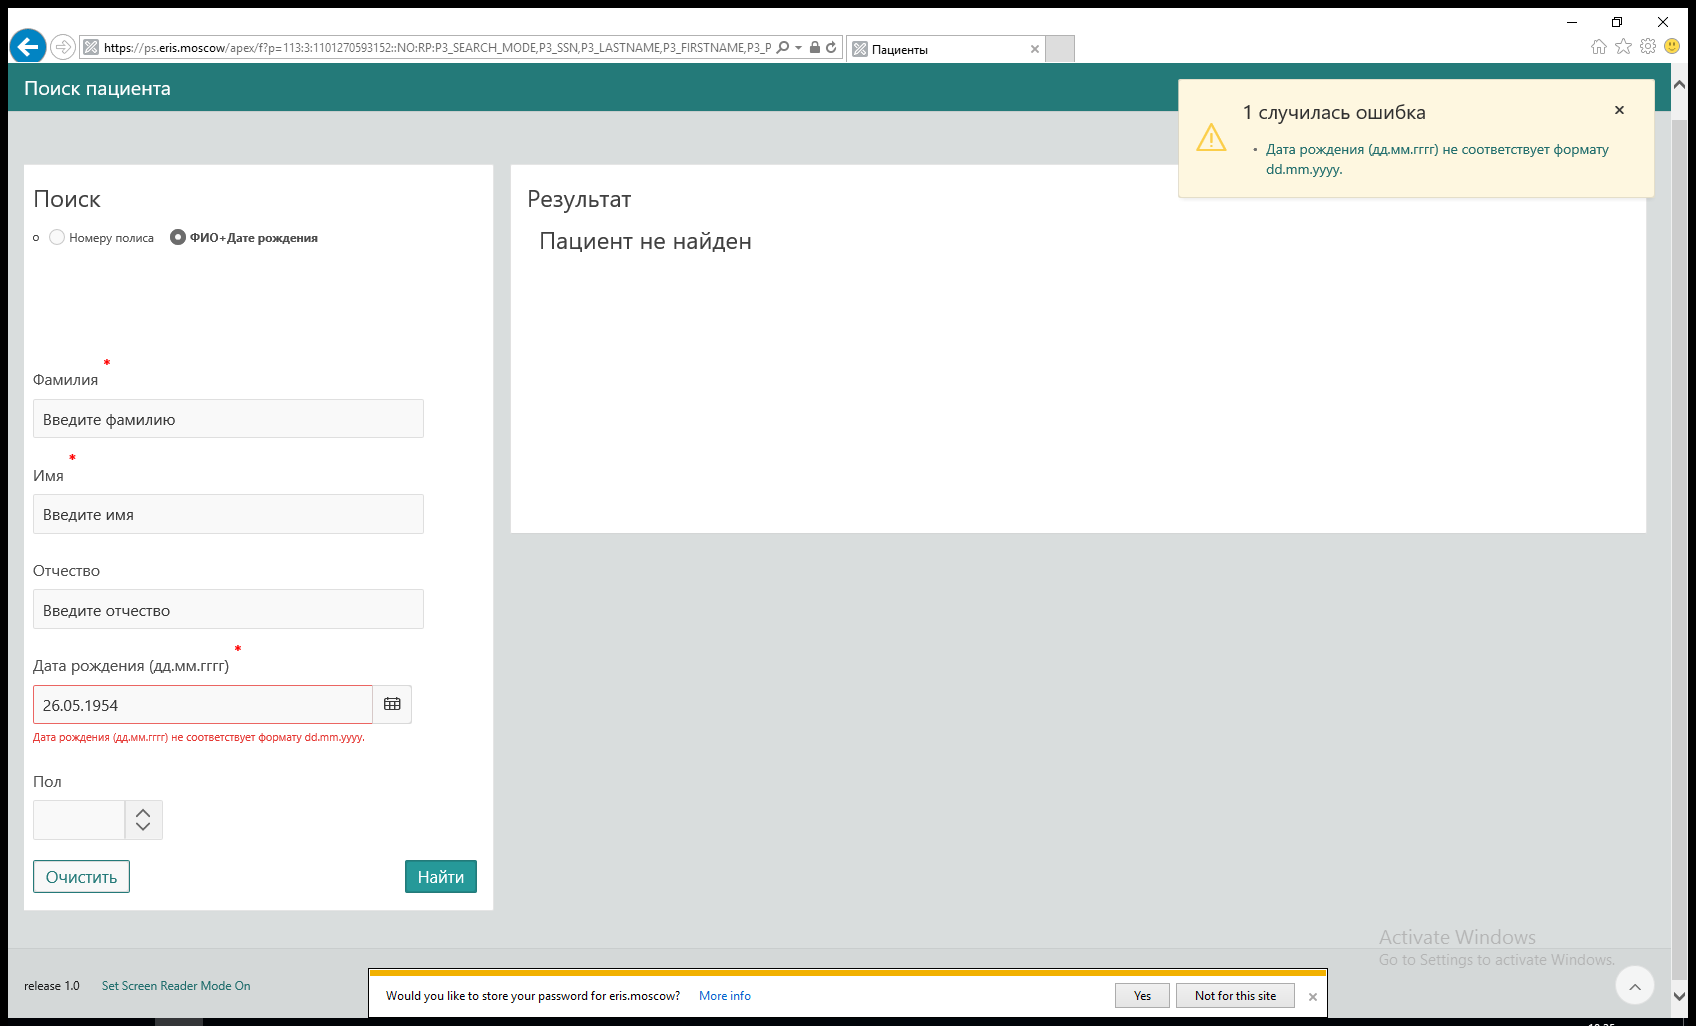 https://ps.eris.moscow/apex/f?p=113:3:1101270593152::NO:RP:P3_SEARCH_MODE,P3_SSN,P3_LASTNAME,P3_FIRSTNAME,P3_P
Пациенты
Поиск пациента
1 случилась ошибка
Дата рождения (дд.мм.гггг) не соответствует формату
dd.mm.yyyy.
Поиск
Номеру полиса
ФИО+Дате рождения
Результат
Пациент не найден
Фамилия *
Введите фамилию
Имя *
Введите имя
Отчество
Введите отчество
Дата рождения (дд.мм.гггг) *
26.05.1954
Дата рождения (дд.мм.гггг) не соответствует формату dd.mm.yyyy.
Пол
Очистить
Найти
Activate Windows
Go to Settings to activate Windows.
release 1.0
Set Screen Reader Mode On
Would you like to store your password for eris.moscow?
More info
Yes
Not for this site